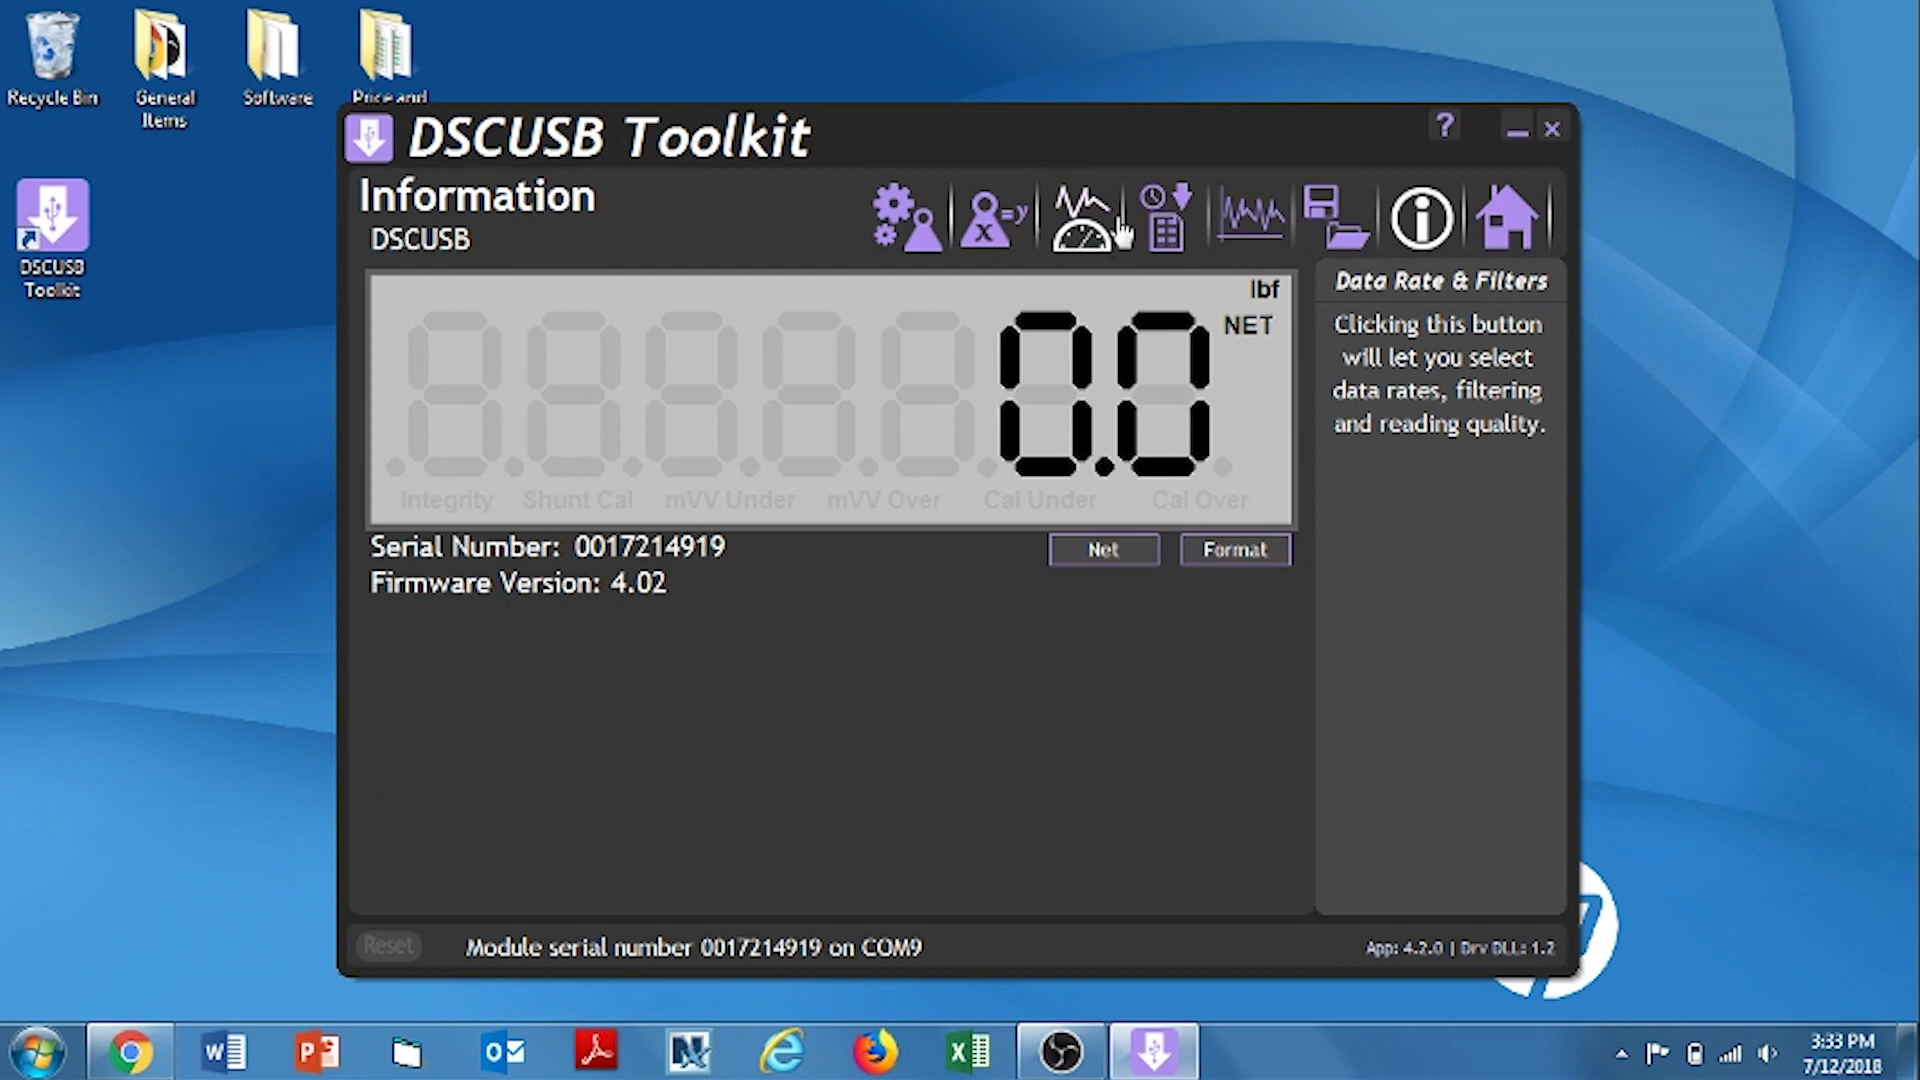 Recycle Bin
General
Items
Software
Price and
DSCUSB
Toolkit
DSCUSB Toolkit
?
Information
DSCUSB
X
=y
lbf
NET
0.0
Integrity Shunt Cal mVV Under mVV Over Cal Under Cal Over
Serial Number: 0017214919
Firmware Version: 4.02
Net
Format
Data Rate & Filters
Clicking this button
will let you select
data rates, filtering
and reading quality.
Reset
Module serial number 0017214919 on COM9
App: 4.2.0 | Drv DLL: 1.2
3:33 PM
7/12/2018